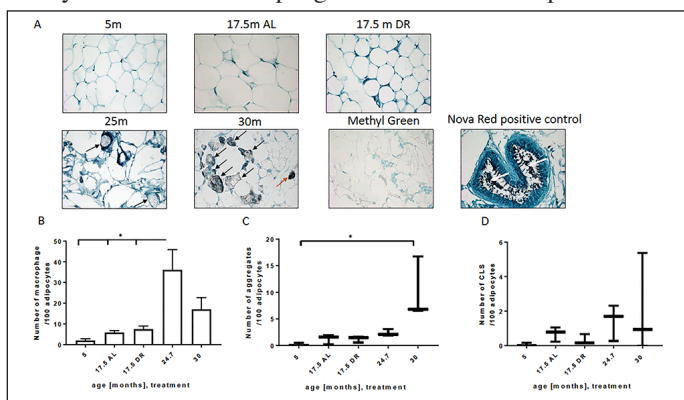 A
5m
17.5m AL
17.5 m DR
25m
30m
Methyl Green
Nova Red positive control
B
Number of macrophage
/100 adipocytes
50
40
30
20
10
0
*
5
17.5 AL
17.5 DR
24.7
30
age [months], treatment
C
Number of aggregates
/100 adipocytes
20
15
10
5
0
*
5
17.5 AL
17.5 DR
24.7
30
age [months], treatment
D
Number of CLS
/100 adipocytes
6
4
2
0
5
17.5 AL
17.5 DR
24.7
30
age [months], treatment